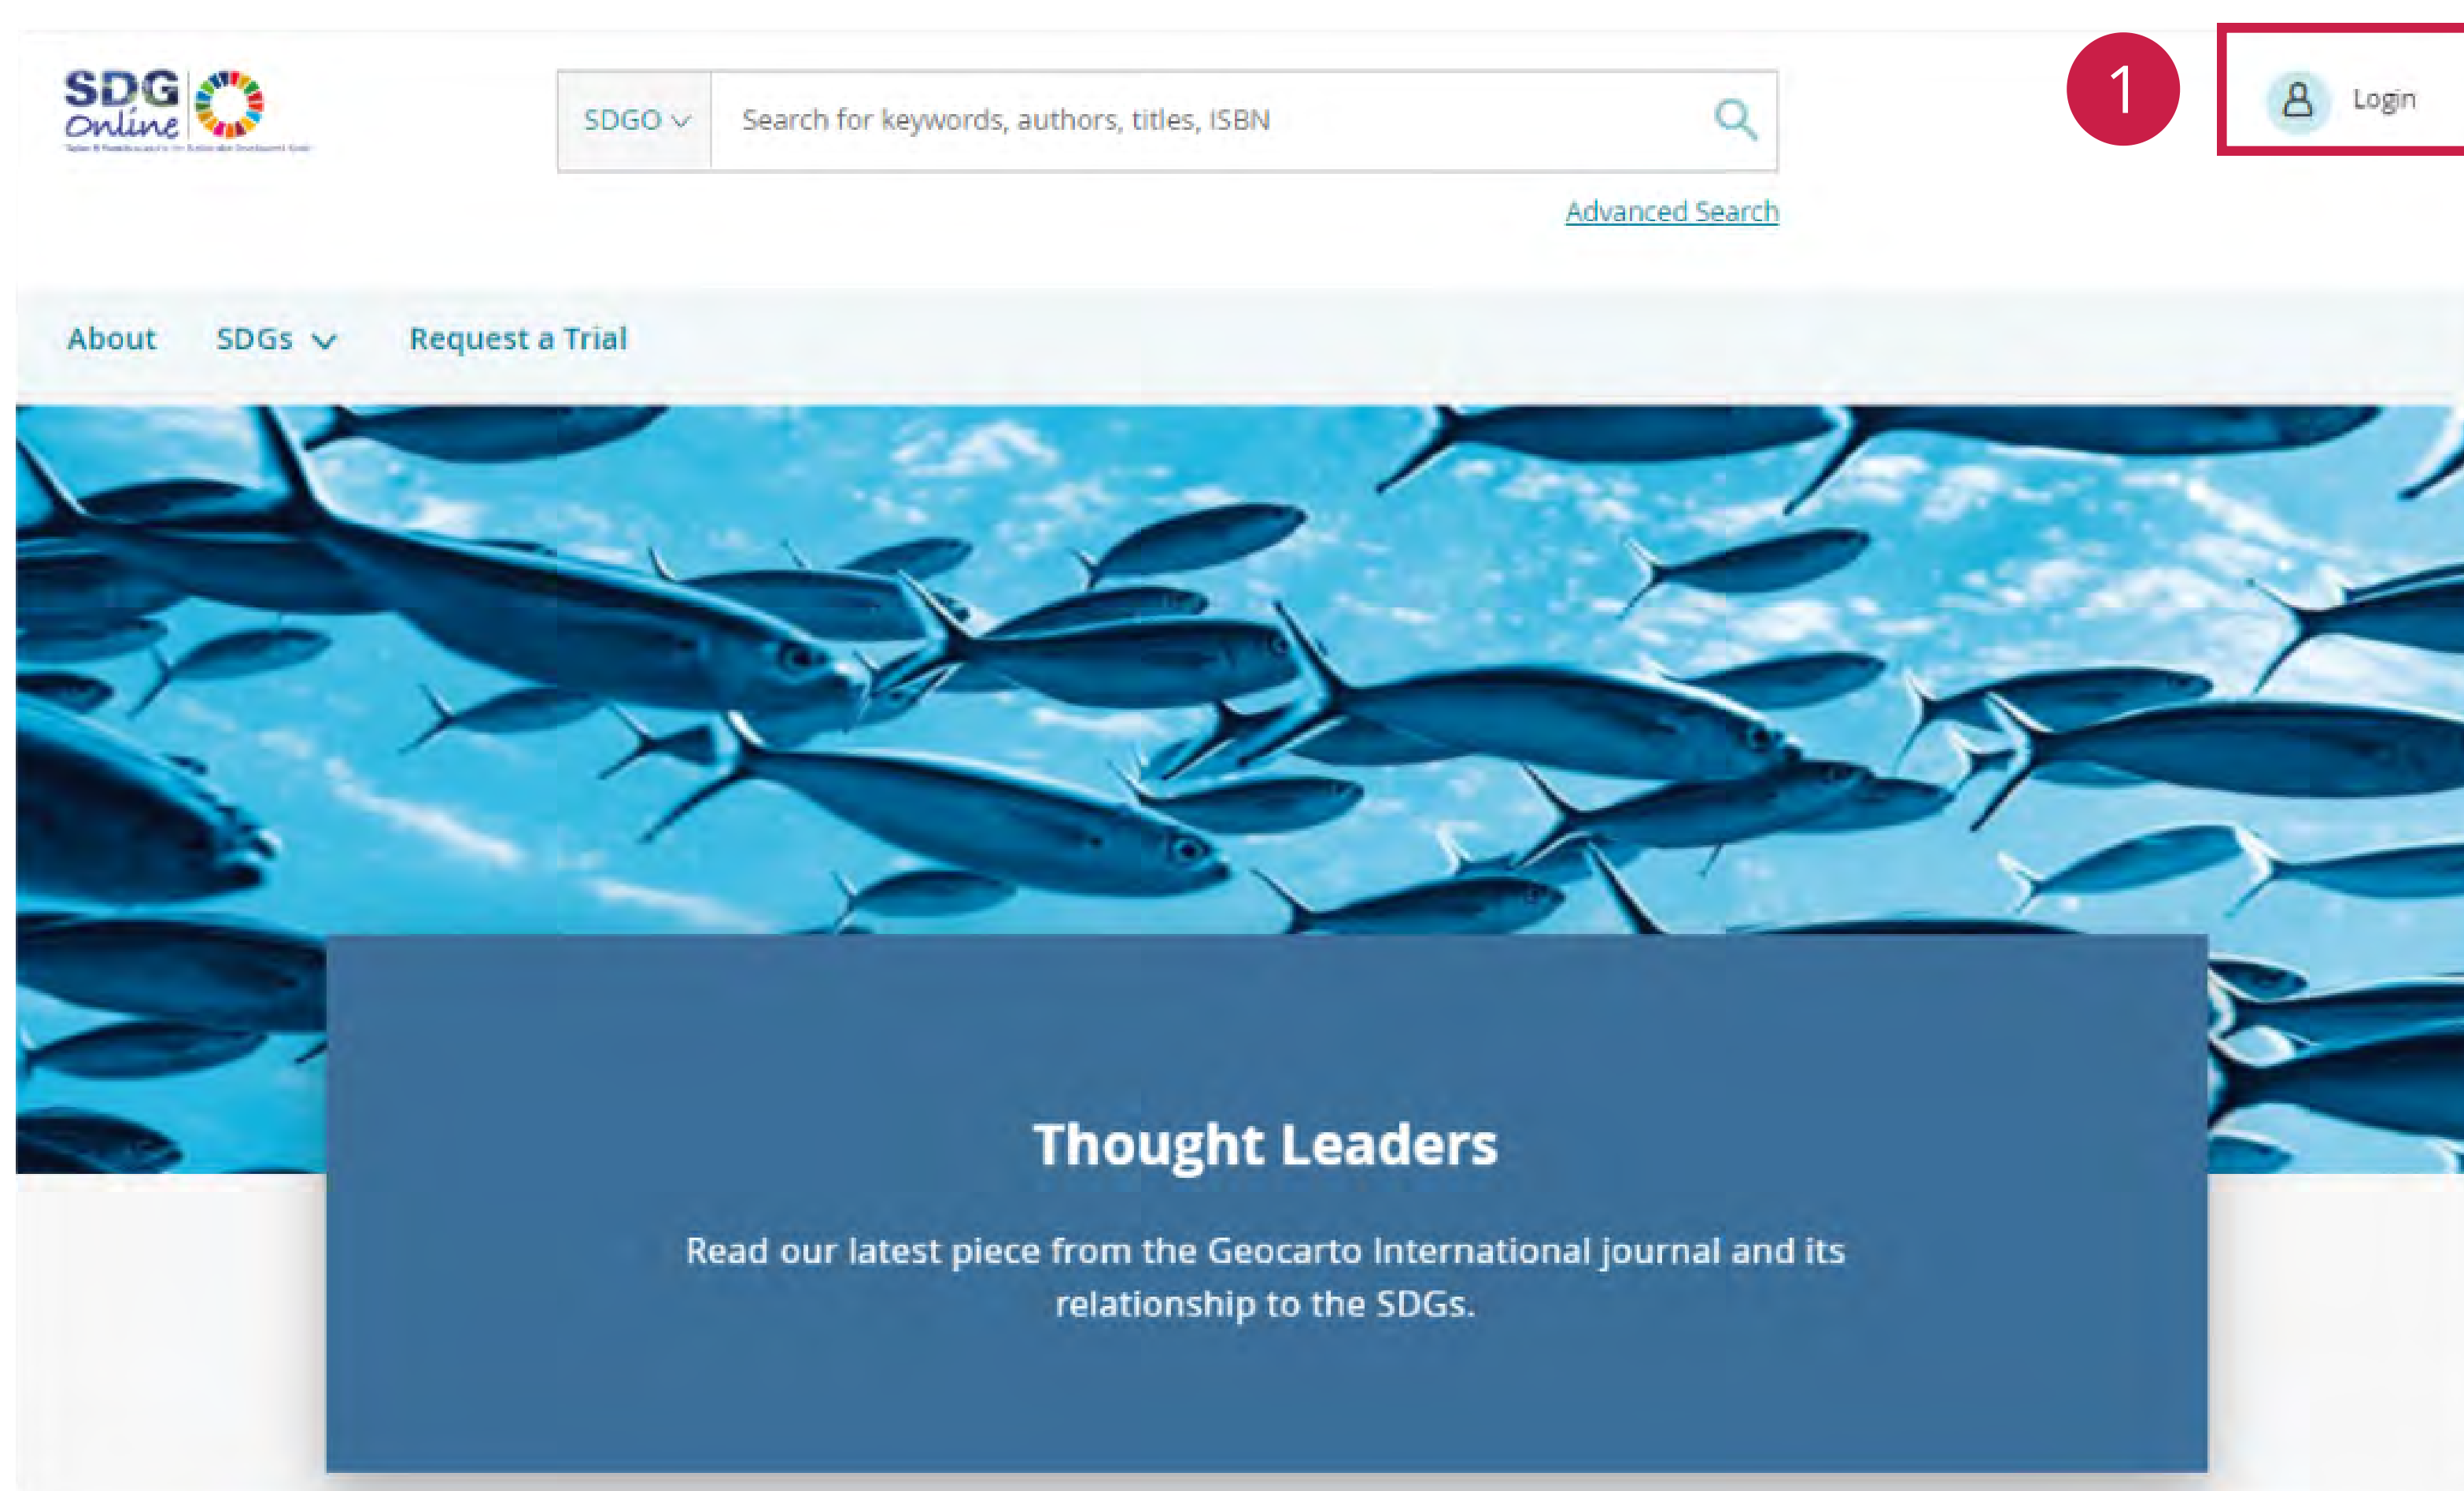 SDG
Online
SDGO
Search for keywords, authors, titles, ISBN
1
Login
Advanced Search
About
SDGs
Request a Trial
Thought Leaders
Read our latest piece from the Geocarto International journal and its
relationship to the SDGs.